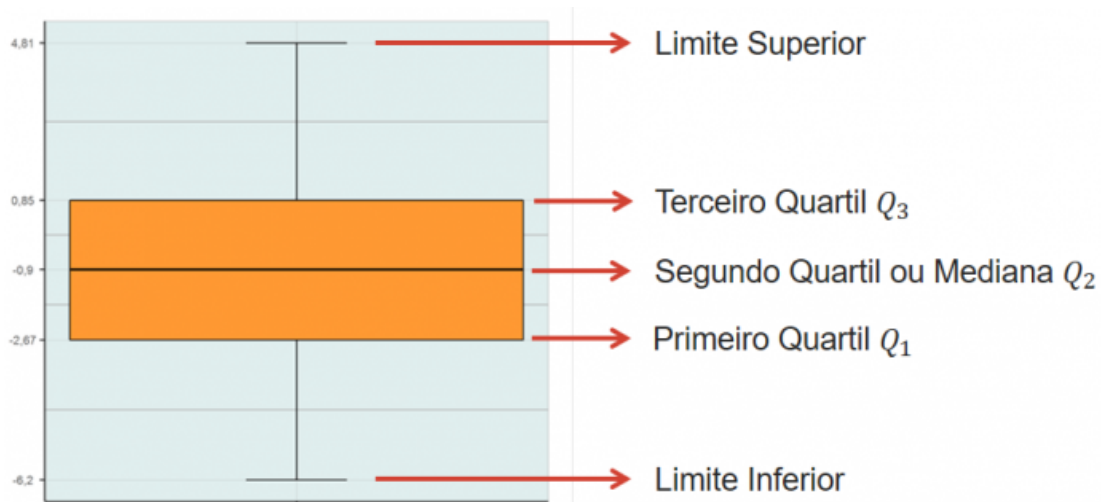 4,81
Limite Superior
0,85
Terceiro Quartil Q₃
-0,9
Segundo Quartil ou Mediana Q₂
-2,67
Primeiro Quartil Q₁
-6,2
Limite Inferior